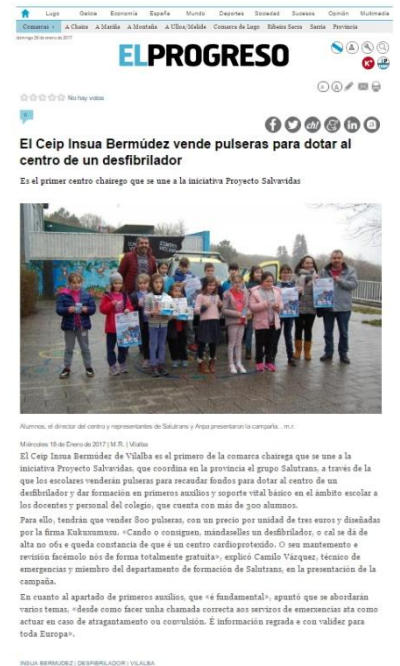 Lugo Galicia Economía España Mundo Deportes Sociedad Sucesos Opinión Multimedia
Comarcas A Chaira A Mariña A Montaña A Ulloa/Melide Comarca de Lugo Ribeira Sacra Sarria Provincia
ELPROGRESO
No hay votos
El Ceip Insua Bermúdez vende pulseras para dotar al
centro de un desfibrilador
Es el primer centro chairego que se une a la iniciativa Proyecto Salvavidas
Alumnos, el director del centro y representantes de Salutrans y Anpa presentaron la campaña.. m.r.
Miércoles 18 de Enero de 2017 | M.R. | Vilalba
El Ceip Insua Bermúdez de Vilalba es el primero de la comarca chairega que se une a la
iniciativa Proyecto Salvavidas, que coordina en la provincia el grupo Salutrans, a través de la
que los escolares venderán pulseras para recaudar fondos para dotar al centro de un
desfibrilador y dar formación en primeros auxilios y soporte vital básico en el ámbito escolar a
los docentes y personal del colegio, que cuenta con más de 300 alumnos.
Para ello, tendrán que vender 800 pulseras, con un precio por unidad de tres euros y diseñadas
por la firma Kukuxumusu. «Cando o consiguen, mándaselles un desfibrilador, o cal se dá de
alta no 061 e queda constancia de que é un centro cardioprotexido. O seu mantemento e
revisión facémolo nós de forma totalmente gratuíta», explicó Camilo Vázquez, técnico de
emergencias y miembro del departamento de formación de Salutrans, en la presentación de la
campaña.
En cuanto al apartado de primeros auxilios, que «é fundamental», apuntó que se abordarán
varios temas, «desde como facer unha chamada correcta aos servizos de emerxencias ata como
actuar en caso de atragantamento ou convulsión. É información regrada e con validez para
toda Europa».
INSUA BERMÚDEZ | DESFIBRILADOR | VILALBA